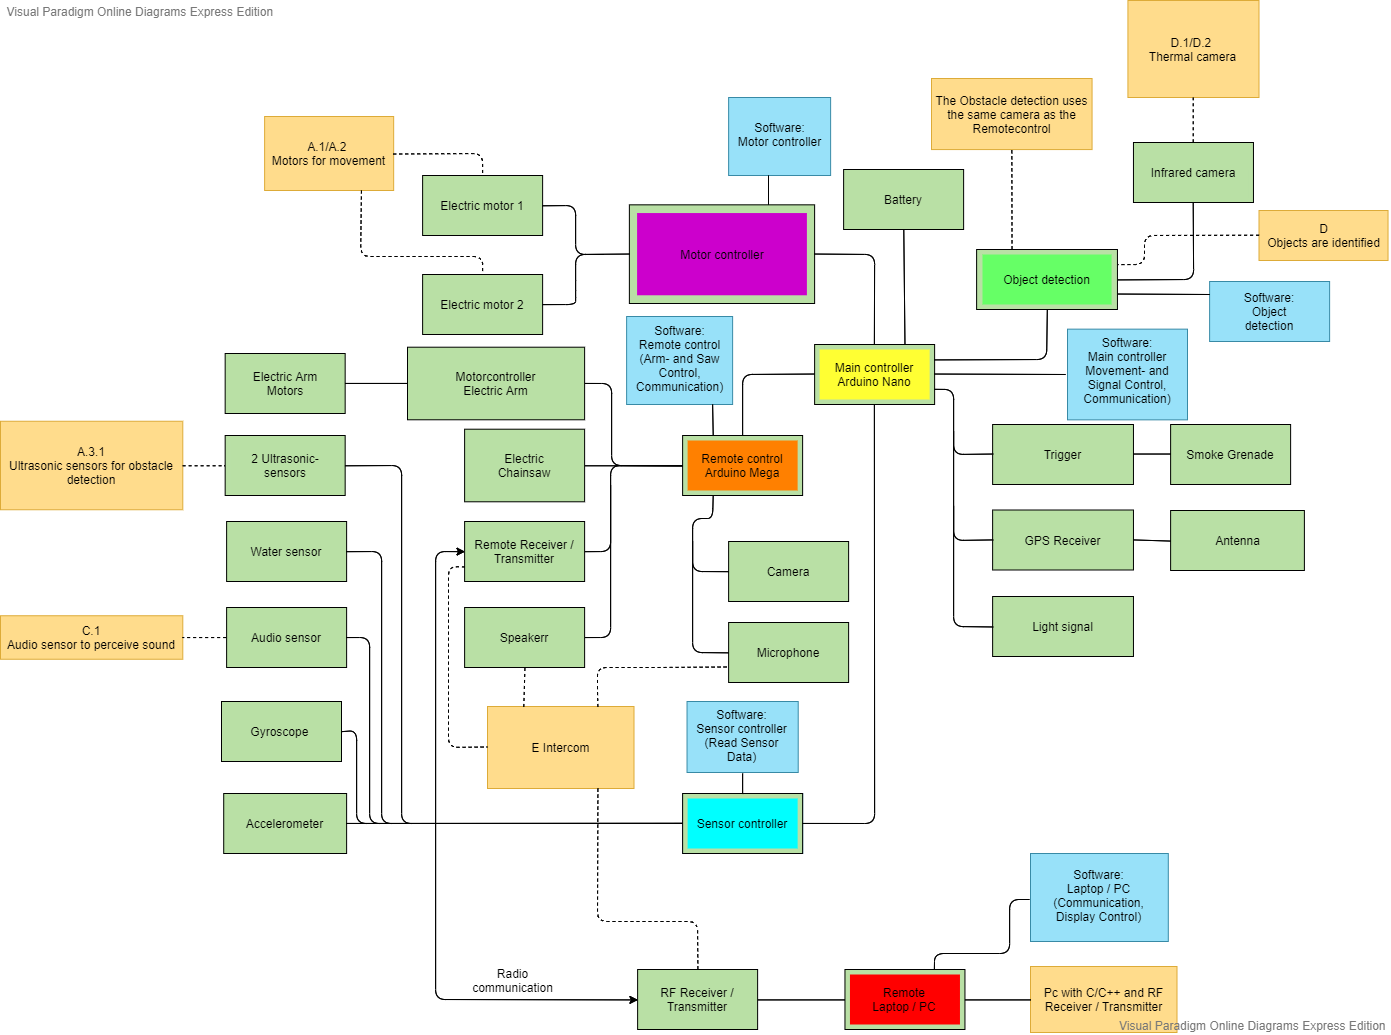 Visual Paradigm Online Diagrams Express Edition
D.1/D.2
Thermal camera
The Obstacle detection uses
the same camera as the
Remotecontrol
Software:
Motor controller
A.1/A.2
Motors for movement
Infrared camera
Battery
Electric motor 1
D
Objects are identified
Motor controller
Object detection
Electric motor 2
Software:
Object
detection
Software:
Remote control
(Arm- and Saw
Control,
Communication)
Software:
Main controller
Movement- and
Signal Control,
Communication)
Main controller
Arduino Nano
Electric Arm
Motors
Motorcontroller
Electric Arm
A.3.1
Ultrasonic sensors for obstacle
detection
2 Ultrasonic-
sensors
Electric
Chainsaw
Remote control
Arduino Mega
Trigger
Smoke Grenade
Water sensor
Remote Receiver /
Transmitter
Camera
GPS Receiver
Antenna
C.1
Audio sensor to perceive sound
Audio sensor
Speakerr
Microphone
Light signal
Gyroscope
E Intercom
Software:
Sensor controller
(Read Sensor
Data)
Accelerometer
Sensor controller
Software:
Laptop / PC
(Communication,
Display Control)
Radio
communication
RF Receiver /
Transmitter
Remote
Laptop / PC
Pc with C/C++ and RF
Receiver / Transmitter
Visual Paradigm Online Diagrams Express Edition